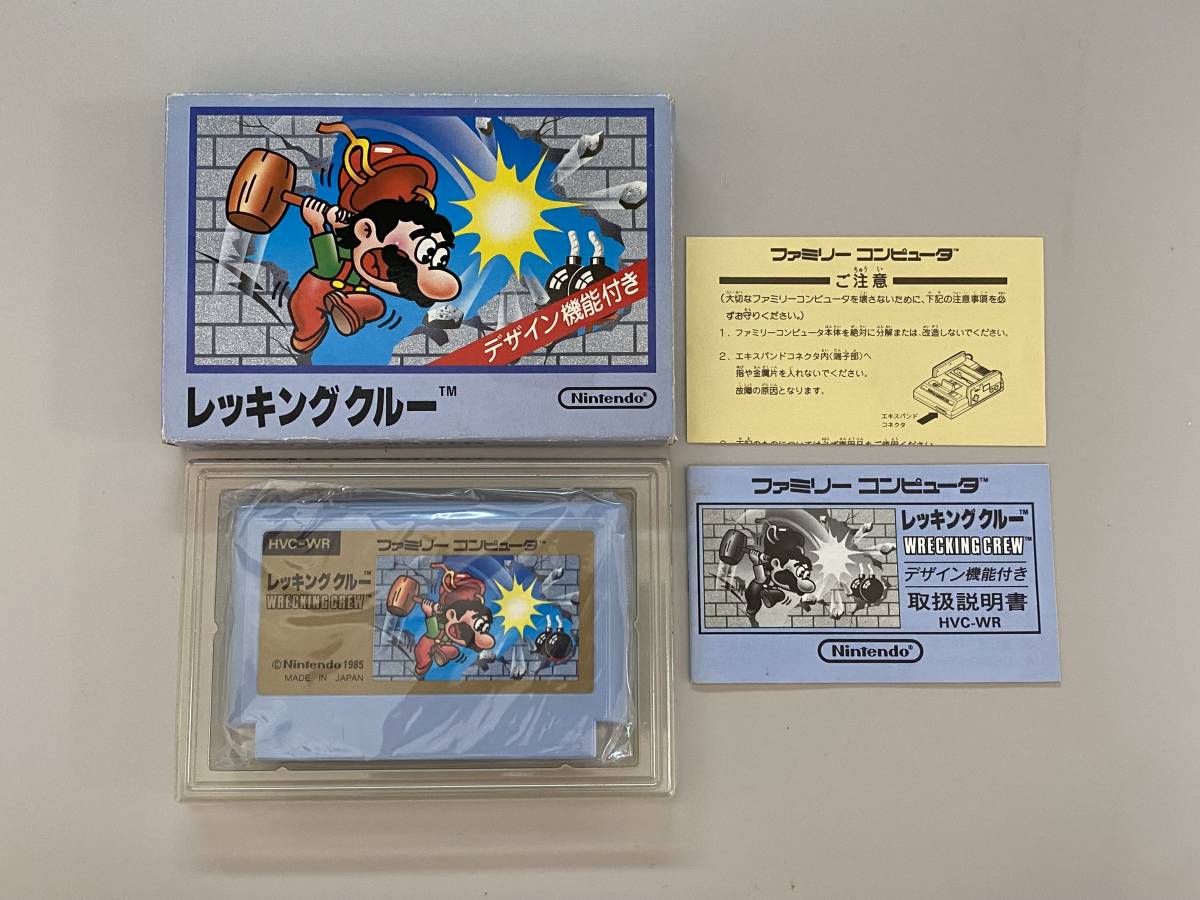 デザイン機能付き
レッキングクルー™
Nintendo®
ファミリー コンピュータ™
ご注意
(大切なファミリーコンピュータを壊さないために、下記の注意事項を必
ずお守りください。)
1. ファミリーコンピュータ本体を絶対に分解または、改造しないでください。
2. エキスパンドコネクタ内(端子部)へ
指や金属片を入れないでください。
故障の原因となります。
エキスパンド
コネクタ
HVC-WR
ファミリー コンピュータ™
レッキングクルー™
WRECKING CREW™
©Nintendo 1985
MADE IN JAPAN
ファミリー コンピュータ™
レッキングクルー™
WRECKING CREW™
デザイン機能付き
取扱説明書
HVC-WR
Nintendo®